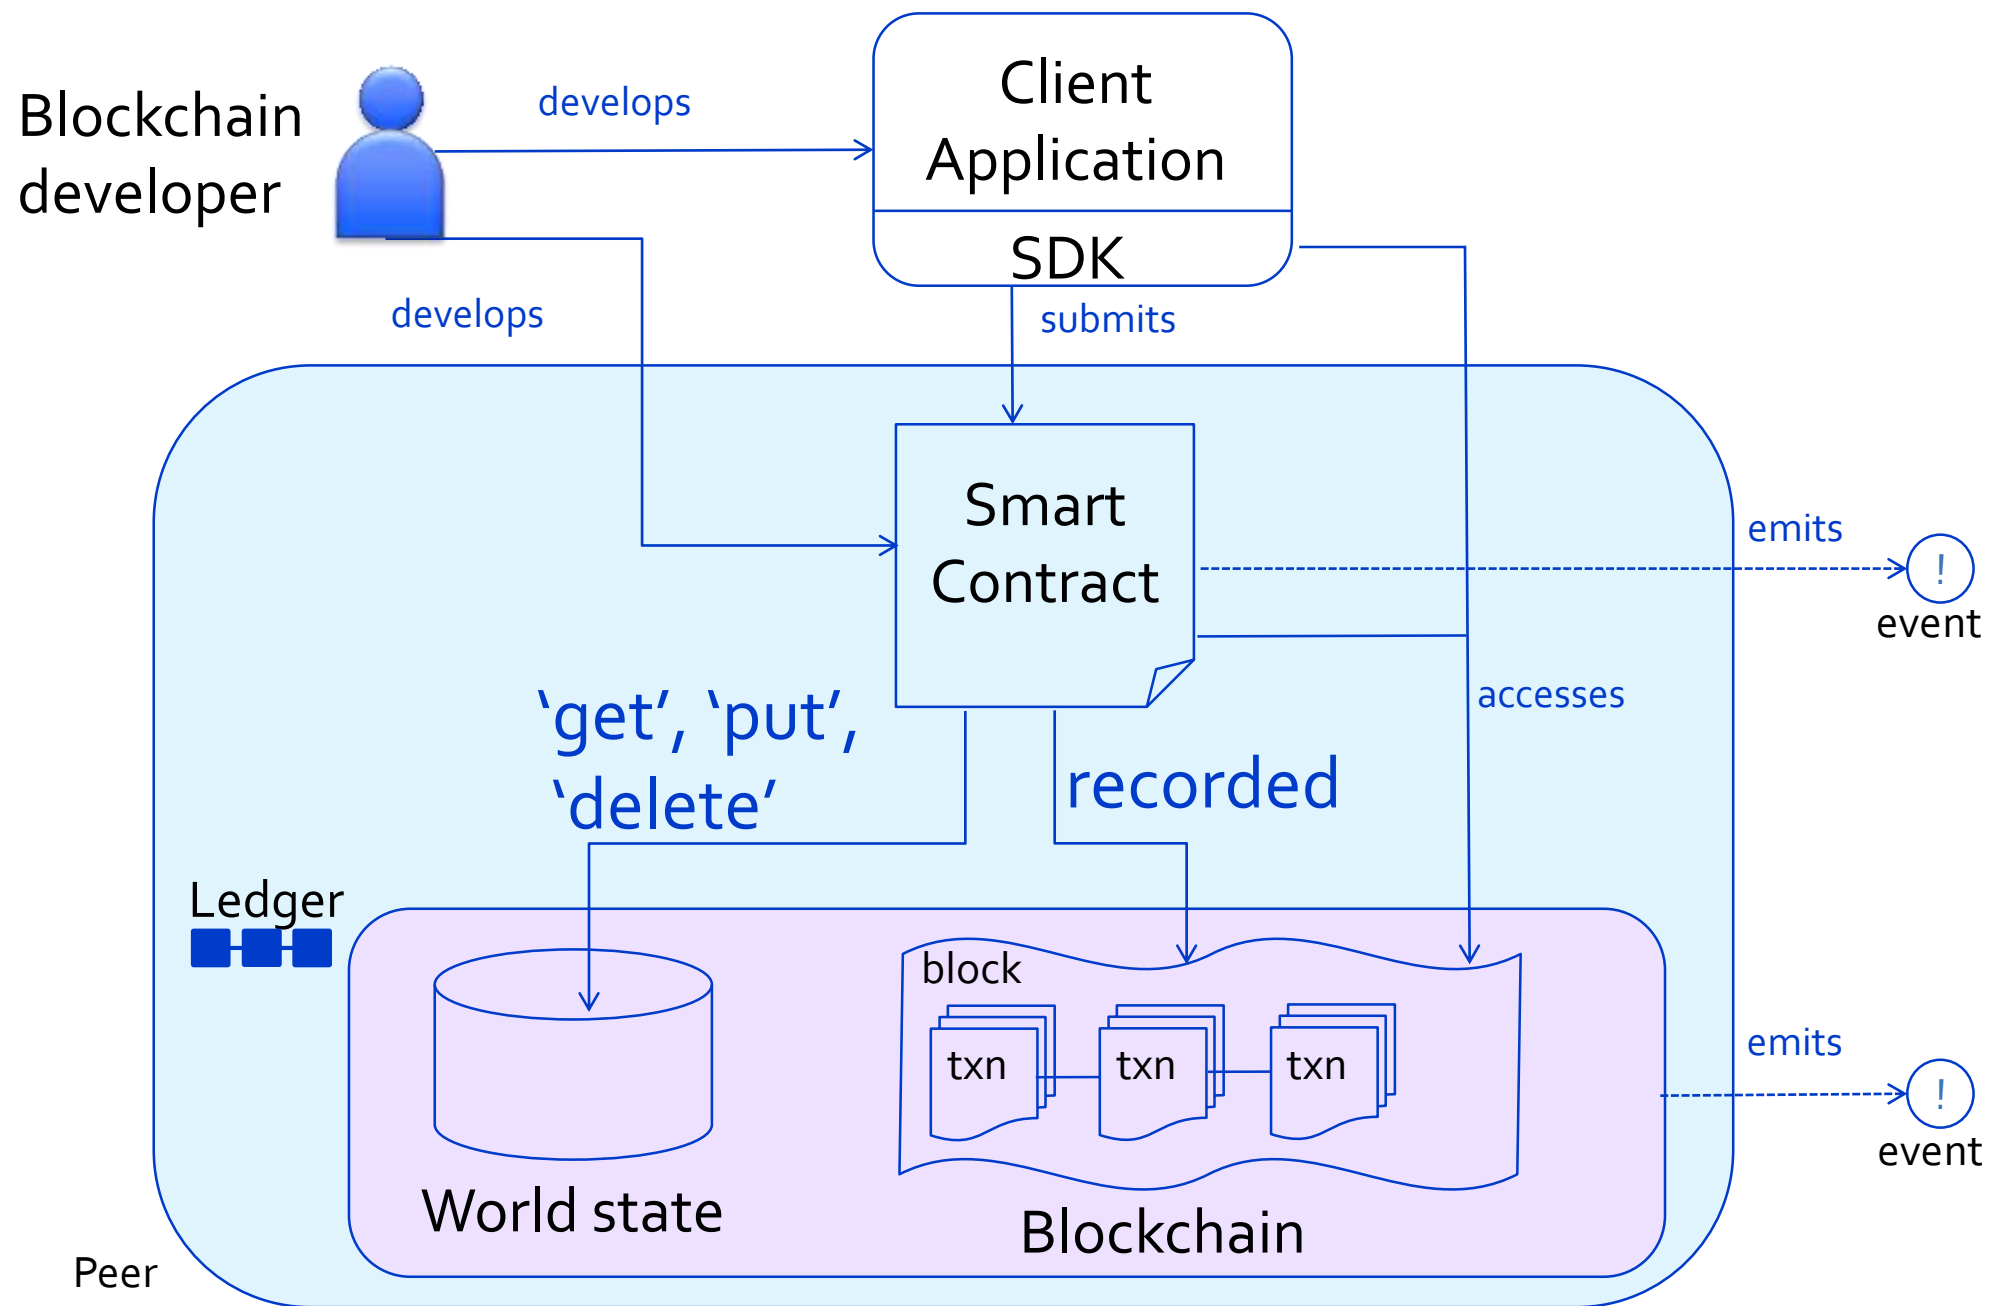 Blockchain
developer
develops
Client
Application
SDK
develops
submits
Smart
Contract
emits
!
event
‘get’, ‘put’,
‘delete’
recorded
accesses
Ledger
block
txn
txn
txn
emits
!
event
World state
Blockchain
Peer